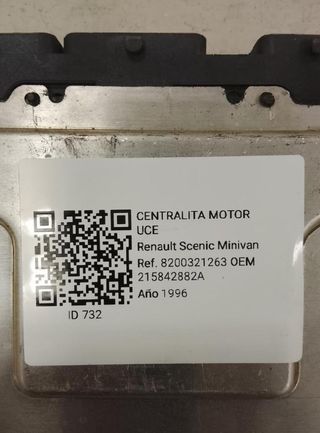 CENTRALITA MOTOR
UCE
Renault Scenic Minivan
Ref. 8200321263 OEM
215842882A
Año 1996
ID 732